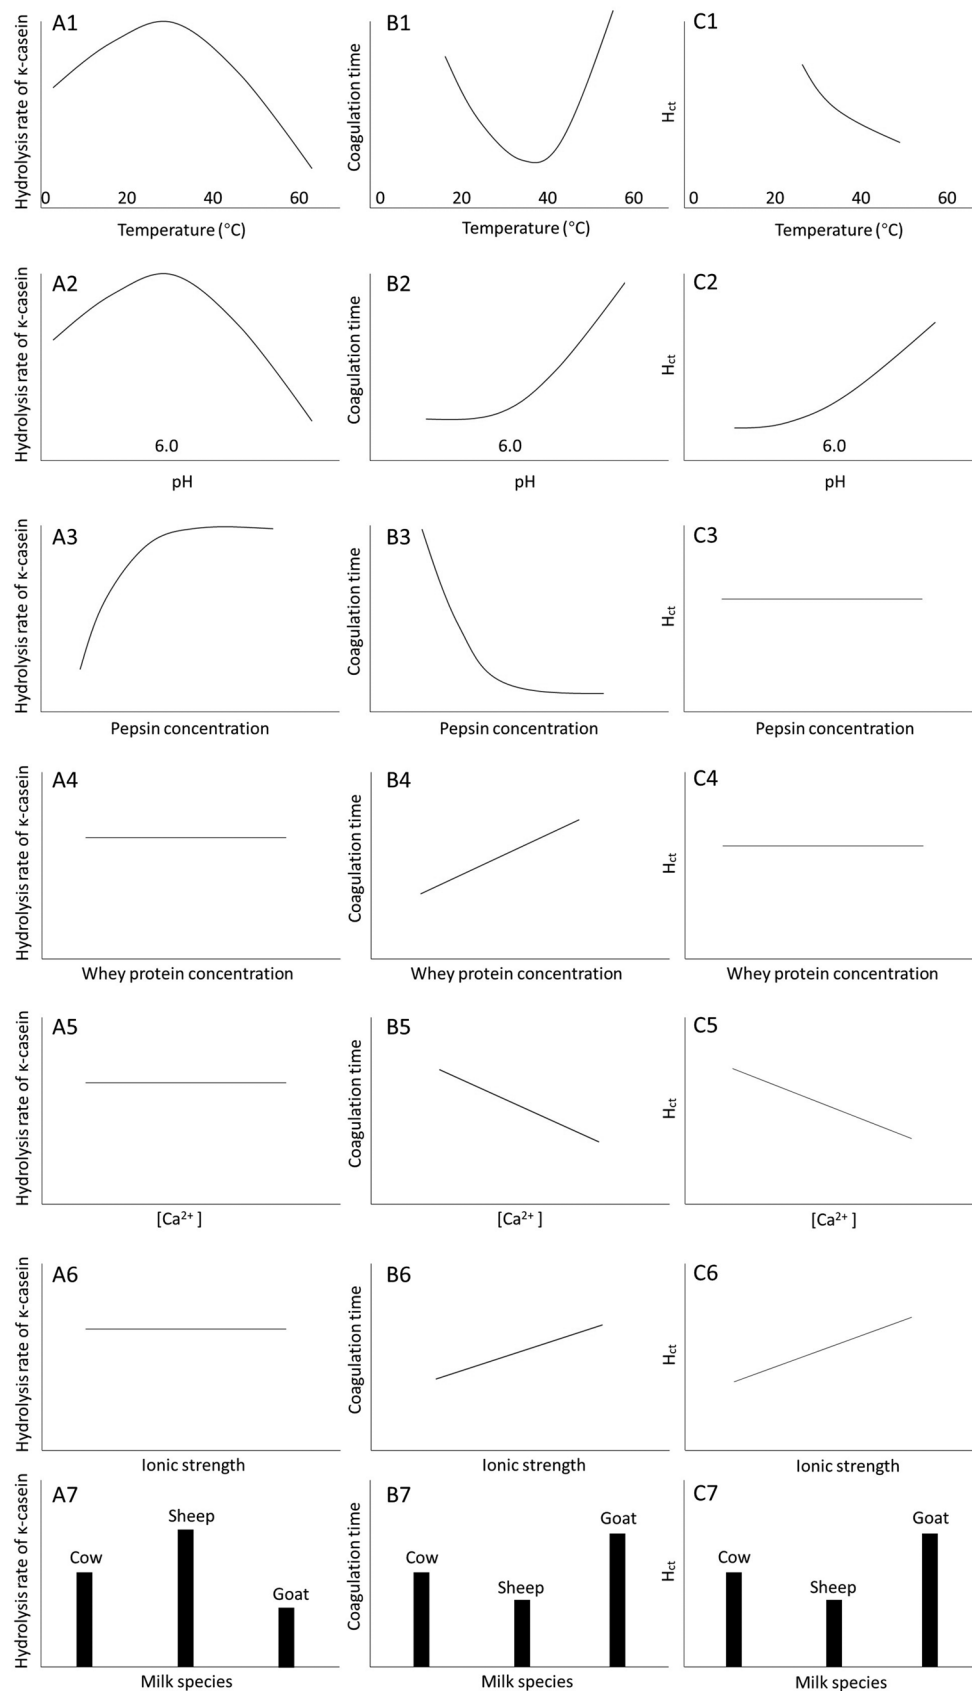 A1
Hydrolysis rate of κ-casein
0 20 40 60
Temperature (°C)
B1
Coagulation time
0 20 40 60
Temperature (°C)
C1
Hct
0 20 40 60
Temperature (°C)
A2
Hydrolysis rate of κ-casein
6.0
pH
B2
Coagulation time
6.0
pH
C2
Hct
6.0
pH
A3
Hydrolysis rate of κ-casein
Pepsin concentration
B3
Coagulation time
Pepsin concentration
C3
Hct
Pepsin concentration
A4
Hydrolysis rate of κ-casein
Whey protein concentration
B4
Coagulation time
Whey protein concentration
C4
Hct
Whey protein concentration
A5
Hydrolysis rate of κ-casein
[Ca²⁺ ]
B5
Coagulation time
[Ca²⁺ ]
C5
Hct
[Ca²⁺ ]
A6
Hydrolysis rate of κ-casein
Ionic strength
B6
Coagulation time
Ionic strength
C6
Hct
Ionic strength
A7
Hydrolysis rate of κ-casein
Cow
Sheep
Goat
Milk species
B7
Coagulation time
Cow
Sheep
Goat
Milk species
C7
Hct
Cow
Sheep
Goat
Milk species